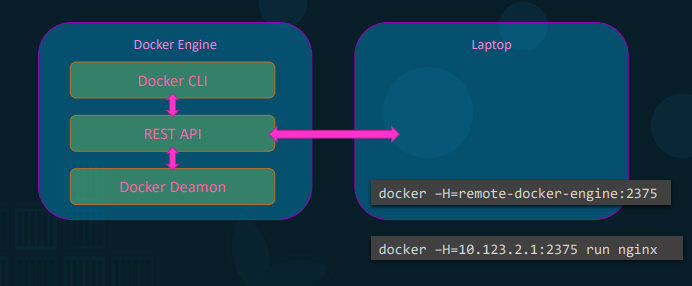 Docker Engine
Docker CLI
REST API
Docker Deamon
Laptop
docker –H=remote-docker-engine:2375
docker –H=10.123.2.1:2375 run nginx